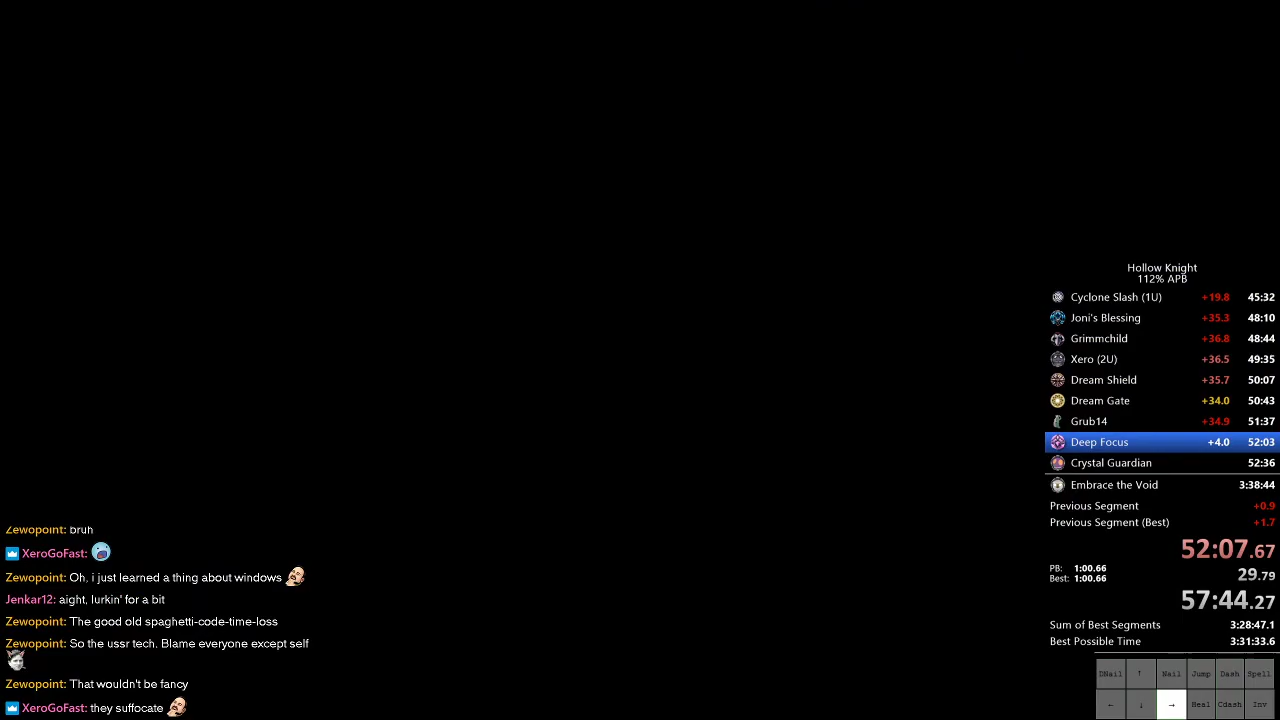 Hollow Knight
112% APB
Cyclone Slash (1U) +19.8 45:32
Joni's Blessing +35.3 48:10
Grimmchild +36.8 48:44
Xero (2U) +36.5 49:35
Dream Shield +35.7 50:07
Dream Gate +34.0 50:43
Grub14 +34.9 51:37
Deep Focus +4.0 52:03
Crystal Guardian 52:36
Embrace the Void 3:38:44
Previous Segment +0.9
Previous Segment (Best) +1.7
52:07.67
PB: 1:00.66
Best: 1:00.66
29.79
57:44.27
Sum of Best Segments 3:28:47.1
Best Possible Time 3:31:33.6
DNail ↑ Nail Jump Dash Spell
← ↓ → Heal Cdash Inv
Zewopoint: bruh
XeroGoFast:
Zewopoint: Oh, i just learned a thing about windows
Jenkar12: aight, lurkin' for a bit
Zewopoint: The good old spaghetti-code-time-loss
Zewopoint: So the ussr tech. Blame everyone except self
Zewopoint: That wouldn't be fancy
XeroGoFast: they suffocate